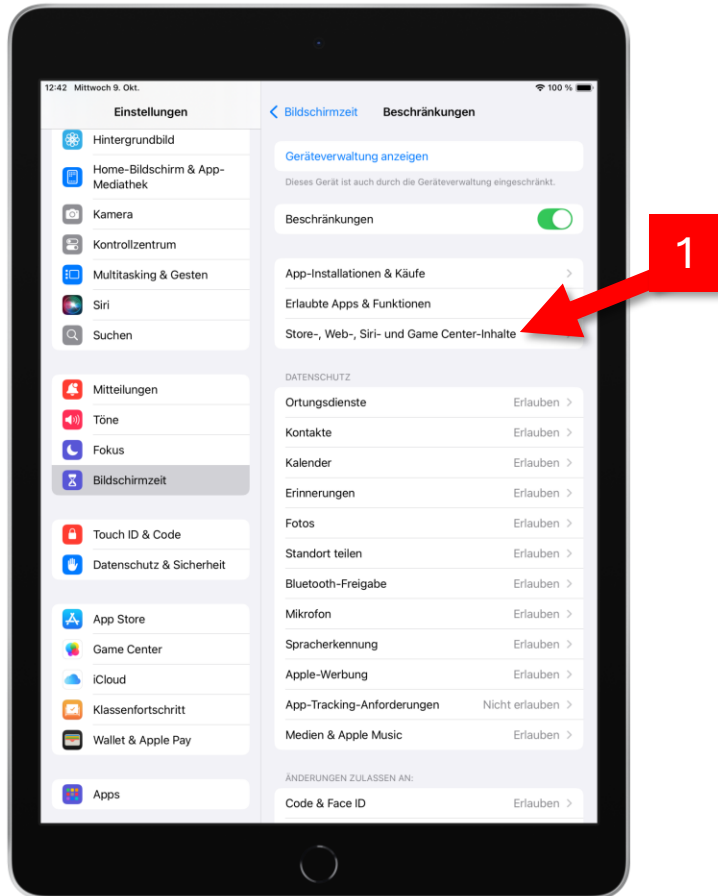 12:42 Mittwoch 9. Okt.
100 %
Einstellungen
Hintergrundbild
Home-Bildschirm & App-
Mediathek
Kamera
Kontrollzentrum
Multitasking & Gesten
Siri
Suchen
Mitteilungen
Töne
Fokus
Bildschirmzeit
Touch ID & Code
Datenschutz & Sicherheit
App Store
Game Center
iCloud
Klassenfortschritt
Wallet & Apple Pay
Apps
Bildschirmzeit Beschränkungen
Geräteverwaltung anzeigen
Dieses Gerät ist auch durch die Geräteverwaltung eingeschränkt.
Beschränkungen
App-Installationen & Käufe
Erlaubte Apps & Funktionen
Store-, Web-, Siri- und Game Center-Inhalte
DATENSCHUTZ
Ortungsdienste Erlauben
Kontakte Erlauben
Kalender Erlauben
Erinnerungen Erlauben
Fotos Erlauben
Standort teilen Erlauben
Bluetooth-Freigabe Erlauben
Mikrofon Erlauben
Spracherkennung Erlauben
Apple-Werbung Erlauben
App-Tracking-Anforderungen Nicht erlauben
Medien & Apple Music Erlauben
ÄNDERUNGEN ZULASSEN AN:
Code & Face ID Erlauben
1